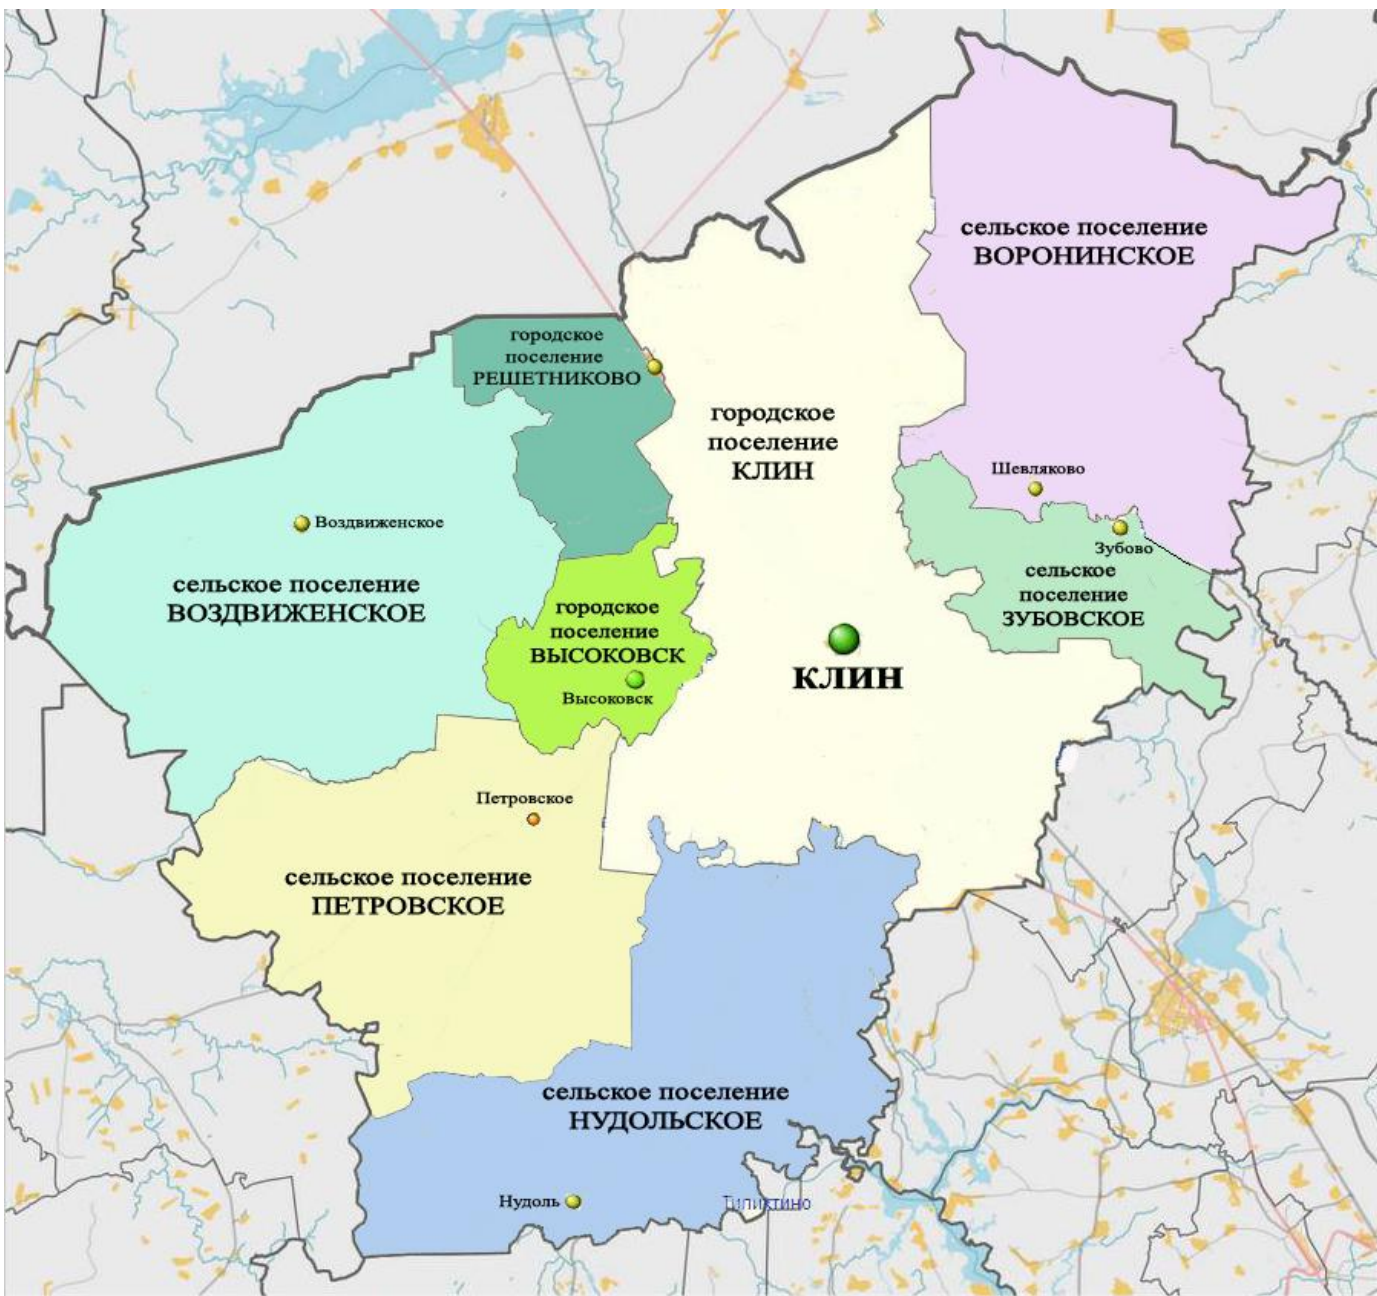 сельское поселение
ВОРОНИНСКОЕ
городское
поселение
РЕШЕТНИКОВО
городское
поселение
КЛИН
Шевляково
Воздвиженское
Зубово
сельское поселение
ВОЗДВИЖЕНСКОЕ
сельское
поселение
ЗУБОВСКОЕ
городское
поселение
ВЫСОКОВСК
Высоковск
КЛИН
Петровское
сельское поселение
ПЕТРОВСКОЕ
сельское поселение
НУДОЛЬСКОЕ
Нудоль
Типиктино